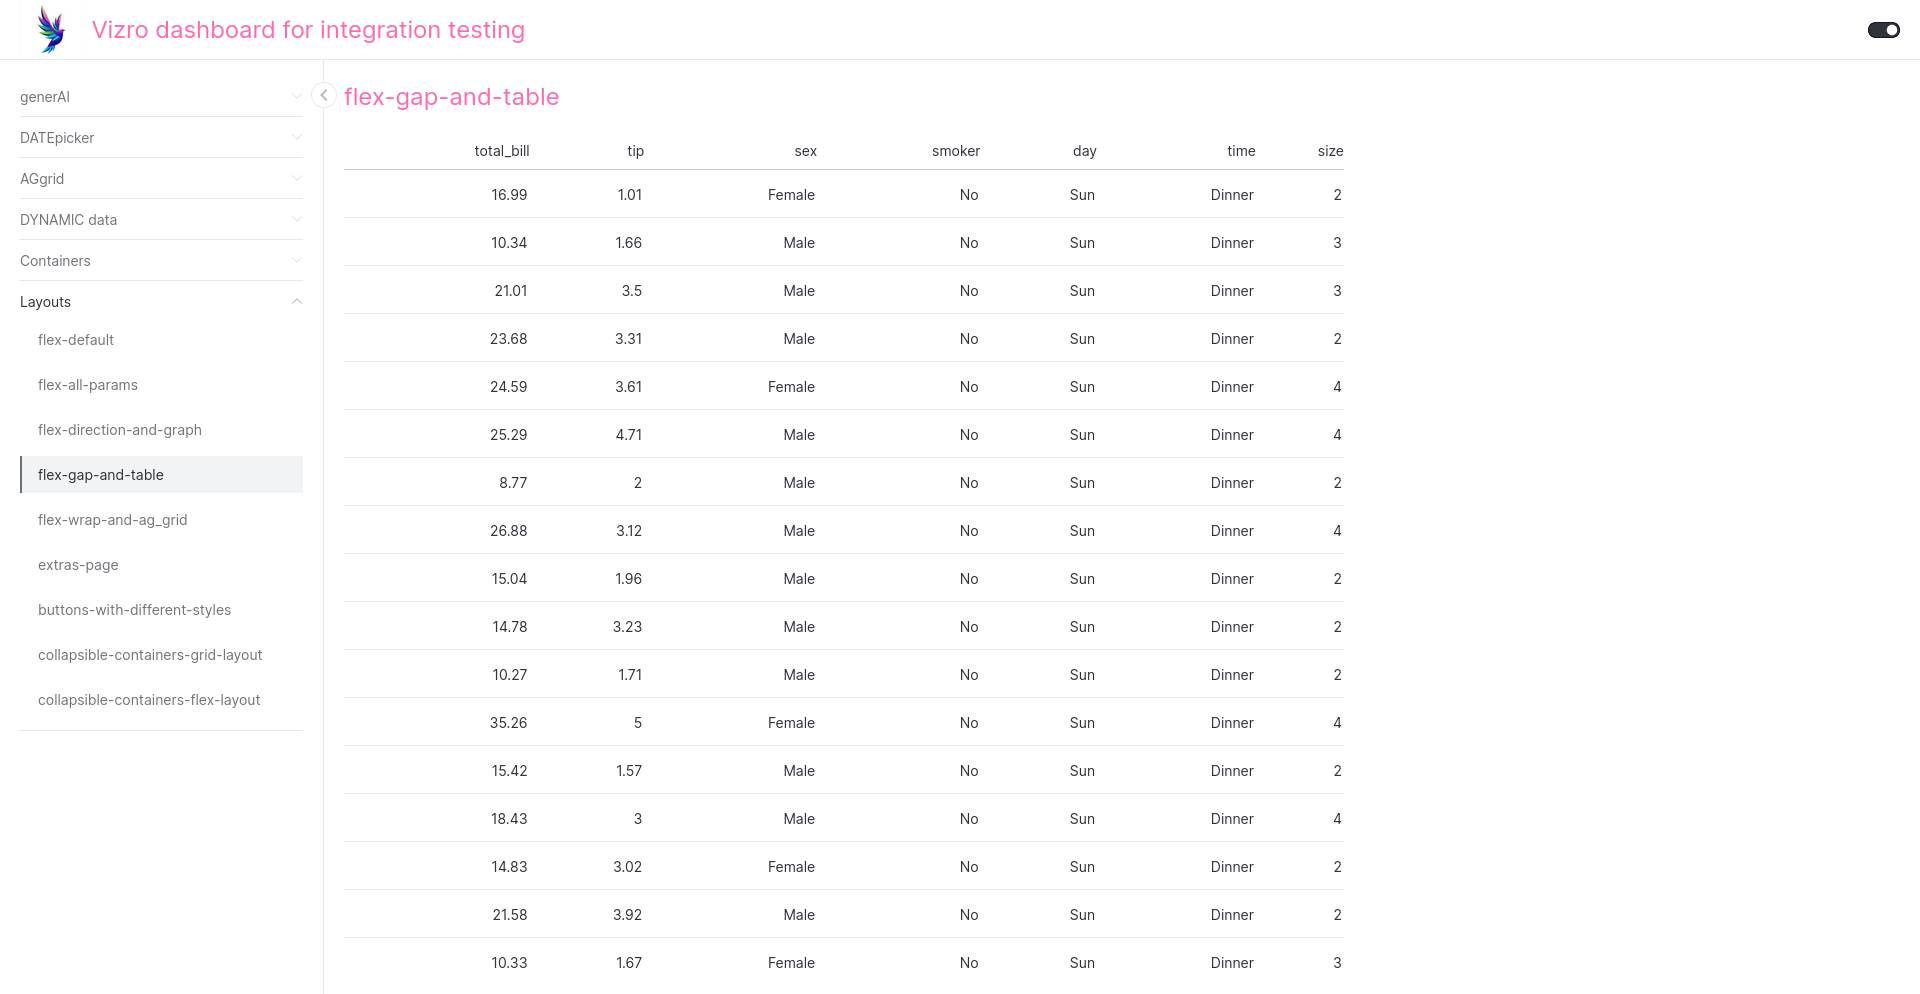 Vizro dashboard for integration testing
generAI
DATEpicker
AGgrid
DYNAMIC data
Containers
Layouts
flex-default
flex-all-params
flex-direction-and-graph
flex-gap-and-table
flex-wrap-and-ag_grid
extras-page
buttons-with-different-styles
collapsible-containers-grid-layout
collapsible-containers-flex-layout
flex-gap-and-table
total_bill tip sex smoker day time size
16.99 1.01 Female No Sun Dinner 2
10.34 1.66 Male No Sun Dinner 3
21.01 3.5 Male No Sun Dinner 3
23.68 3.31 Male No Sun Dinner 2
24.59 3.61 Female No Sun Dinner 4
25.29 4.71 Male No Sun Dinner 4
8.77 2 Male No Sun Dinner 2
26.88 3.12 Male No Sun Dinner 4
15.04 1.96 Male No Sun Dinner 2
14.78 3.23 Male No Sun Dinner 2
10.27 1.71 Male No Sun Dinner 2
35.26 5 Female No Sun Dinner 4
15.42 1.57 Male No Sun Dinner 2
18.43 3 Male No Sun Dinner 4
14.83 3.02 Female No Sun Dinner 2
21.58 3.92 Male No Sun Dinner 2
10.33 1.67 Female No Sun Dinner 3